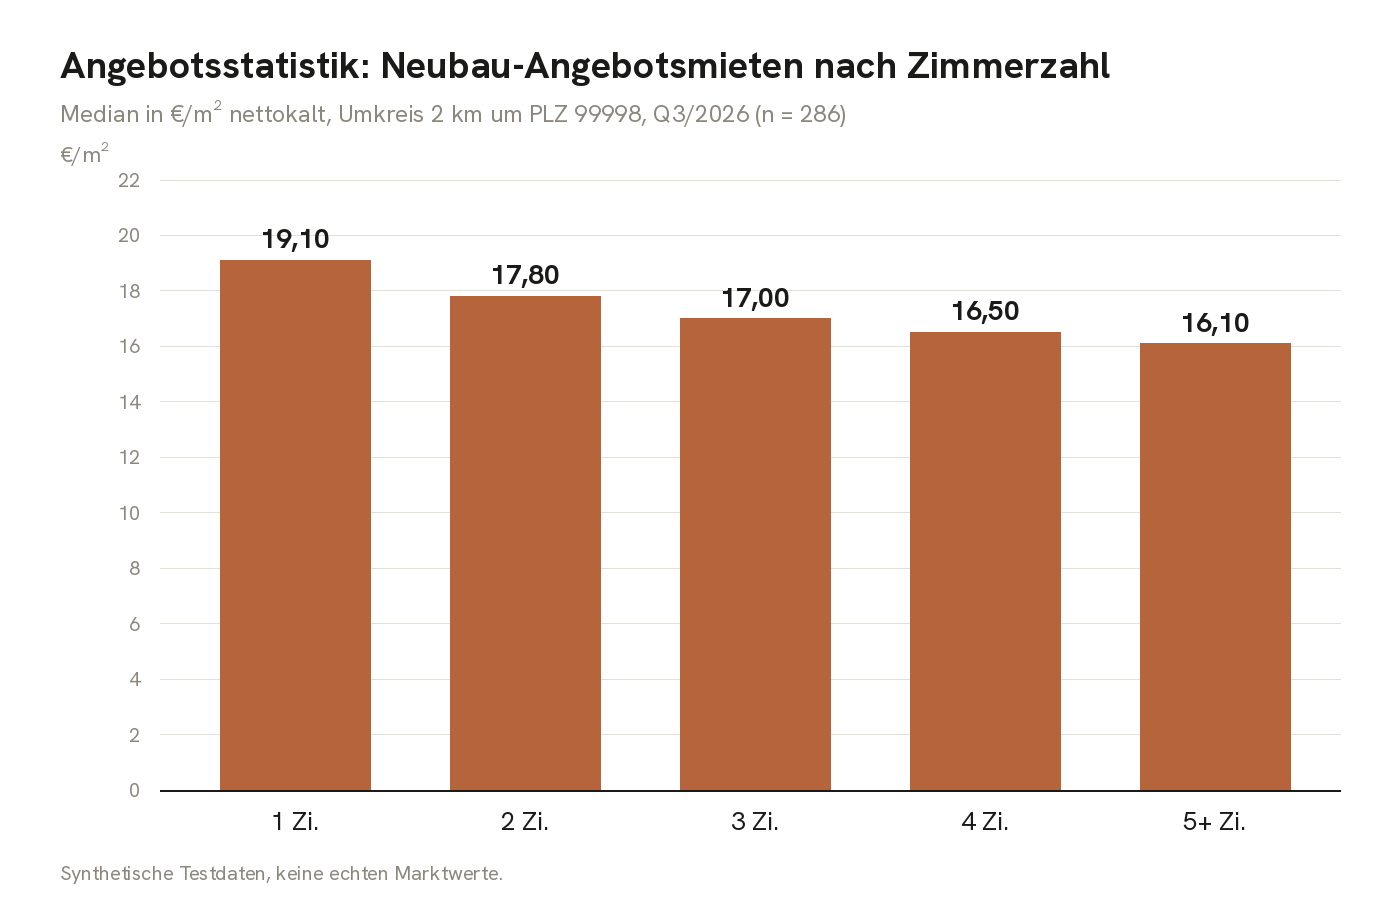 Angebotsstatistik: Neubau-Angebotsmieten nach Zimmerzahl
Median in €/m² nettokalt, Umkreis 2 km um PLZ 99998, Q3/2026 (n = 286)
€/m²
22
20
18
16
14
12
10
8
6
4
2
0
19,10
17,80
17,00
16,50
16,10
1 Zi.
2 Zi.
3 Zi.
4 Zi.
5+ Zi.
Synthetische Testdaten, keine echten Marktwerte.